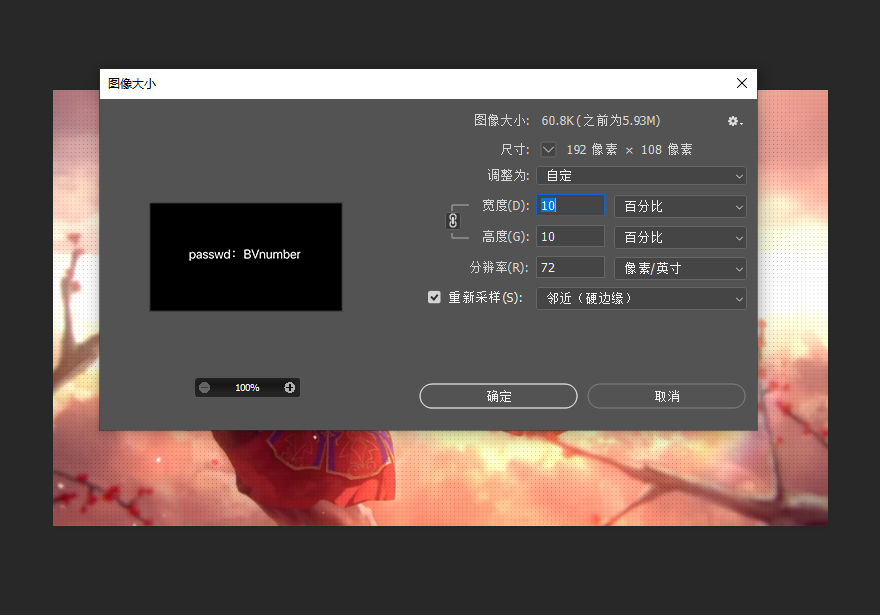 图像大小
图像大小: 60.8K(之前为5.93M)
尺寸: 192 像素 × 108 像素
调整为: 自定
宽度(D): 10 百分比
高度(G): 10 百分比
分辨率(R): 72 像素/英寸
重新采样(S): 邻近（硬边缘）
passwd：BVnumber
100%
确定
取消